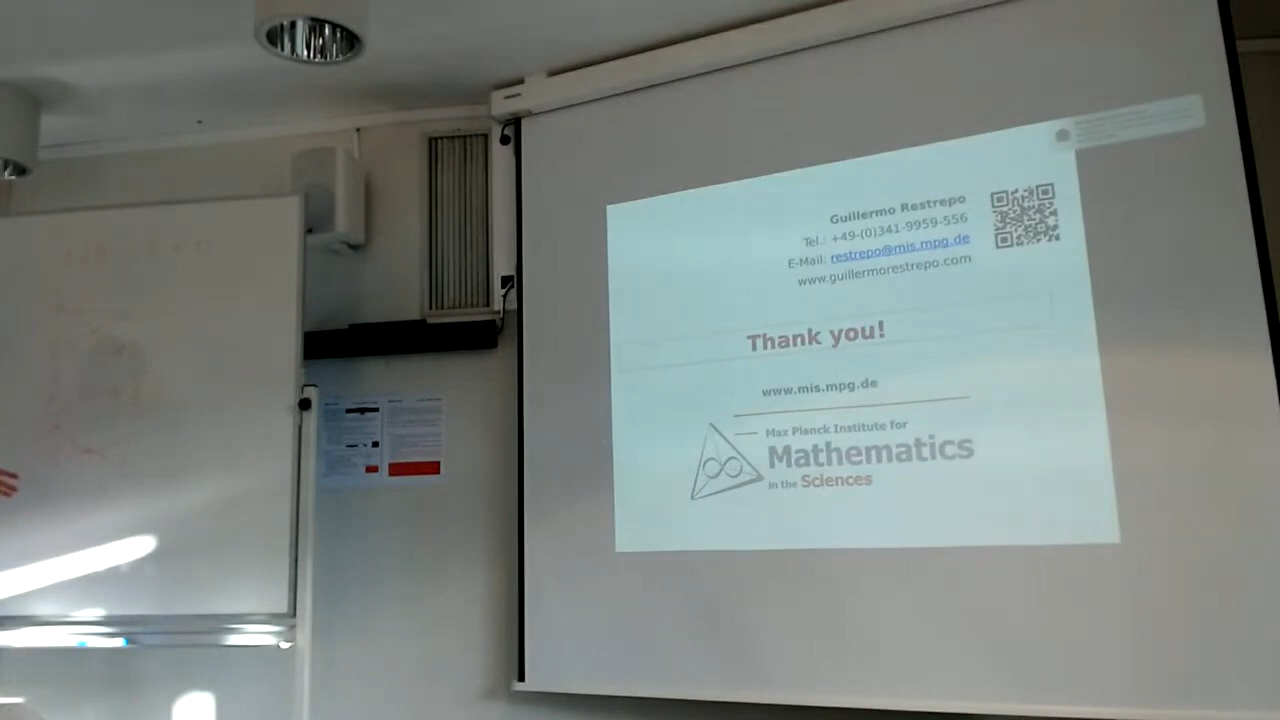 Guillermo Restrepo
Tel.: +49-(0)341-9959-556
E-Mail: restrepo@mis.mpg.de
www.guillermorestrepo.com
Thank you!
www.mis.mpg.de
Max Planck Institute for
Mathematics
in the Sciences